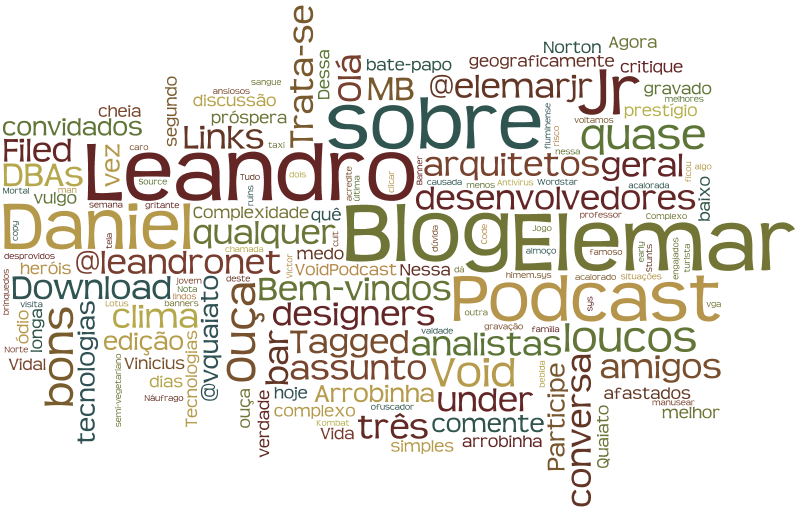 Norton
Agora
ansiosos
sangue
Trata-se
Dessa
olá
bate-papo
geograficamente
critique
segundo
discussão
MB
@elemarjr
Jr
gravado
melhores
cheia
próspera
prestígio
voltamos
convidados
Links
taxi
sobre
fluminense
risco
quase
Filed
vez
caro
nessa
DBAs
Source
Tudo
dois
Leandro
acredite
última
clicar
Banner
arquitetos
geral
ficou
algo
Mortal
man
vulgo
ruins
causada
menos
Antivírus
Wordstar
acalorada
baixo
desenvolvedores
semana
gritante
copy
Daniel
tela
Complexidade
quê
cuit
Blog
dúvida
Code
Jogo
professor
Complexo
qualquer
Elemar
almoço
famoso
early
stunts
engajados
turista
desprovidos
chamada
medo
@leandronet
victor
VoidPodcast
Nessa
dá
himem.sys
acalorado
situações
brinquedos
heróis
jovem
deste
Download
Nota
lindos
banners
Bem-vindos
Podcast
sys
vga
visita
Lotus
outra
longas
ódio
bons
tecnologias
clima
@vquaiato
ouça
designers
gravação
família
loucos
edição
bar
Tagged
valdade
analistas
Norte
Vidal
semi-vegetariano
Vinicius
Tecnologias
assunto
Void
bebida
amigos
dias
Náufrago
ouça
hoje
Arrobinha
under
Participe
conversa
afastados
manusear
verdade
complexo
ofuscador
comente
Quaiato
melhor
Kombat
Vida
três
simples
arrobinha